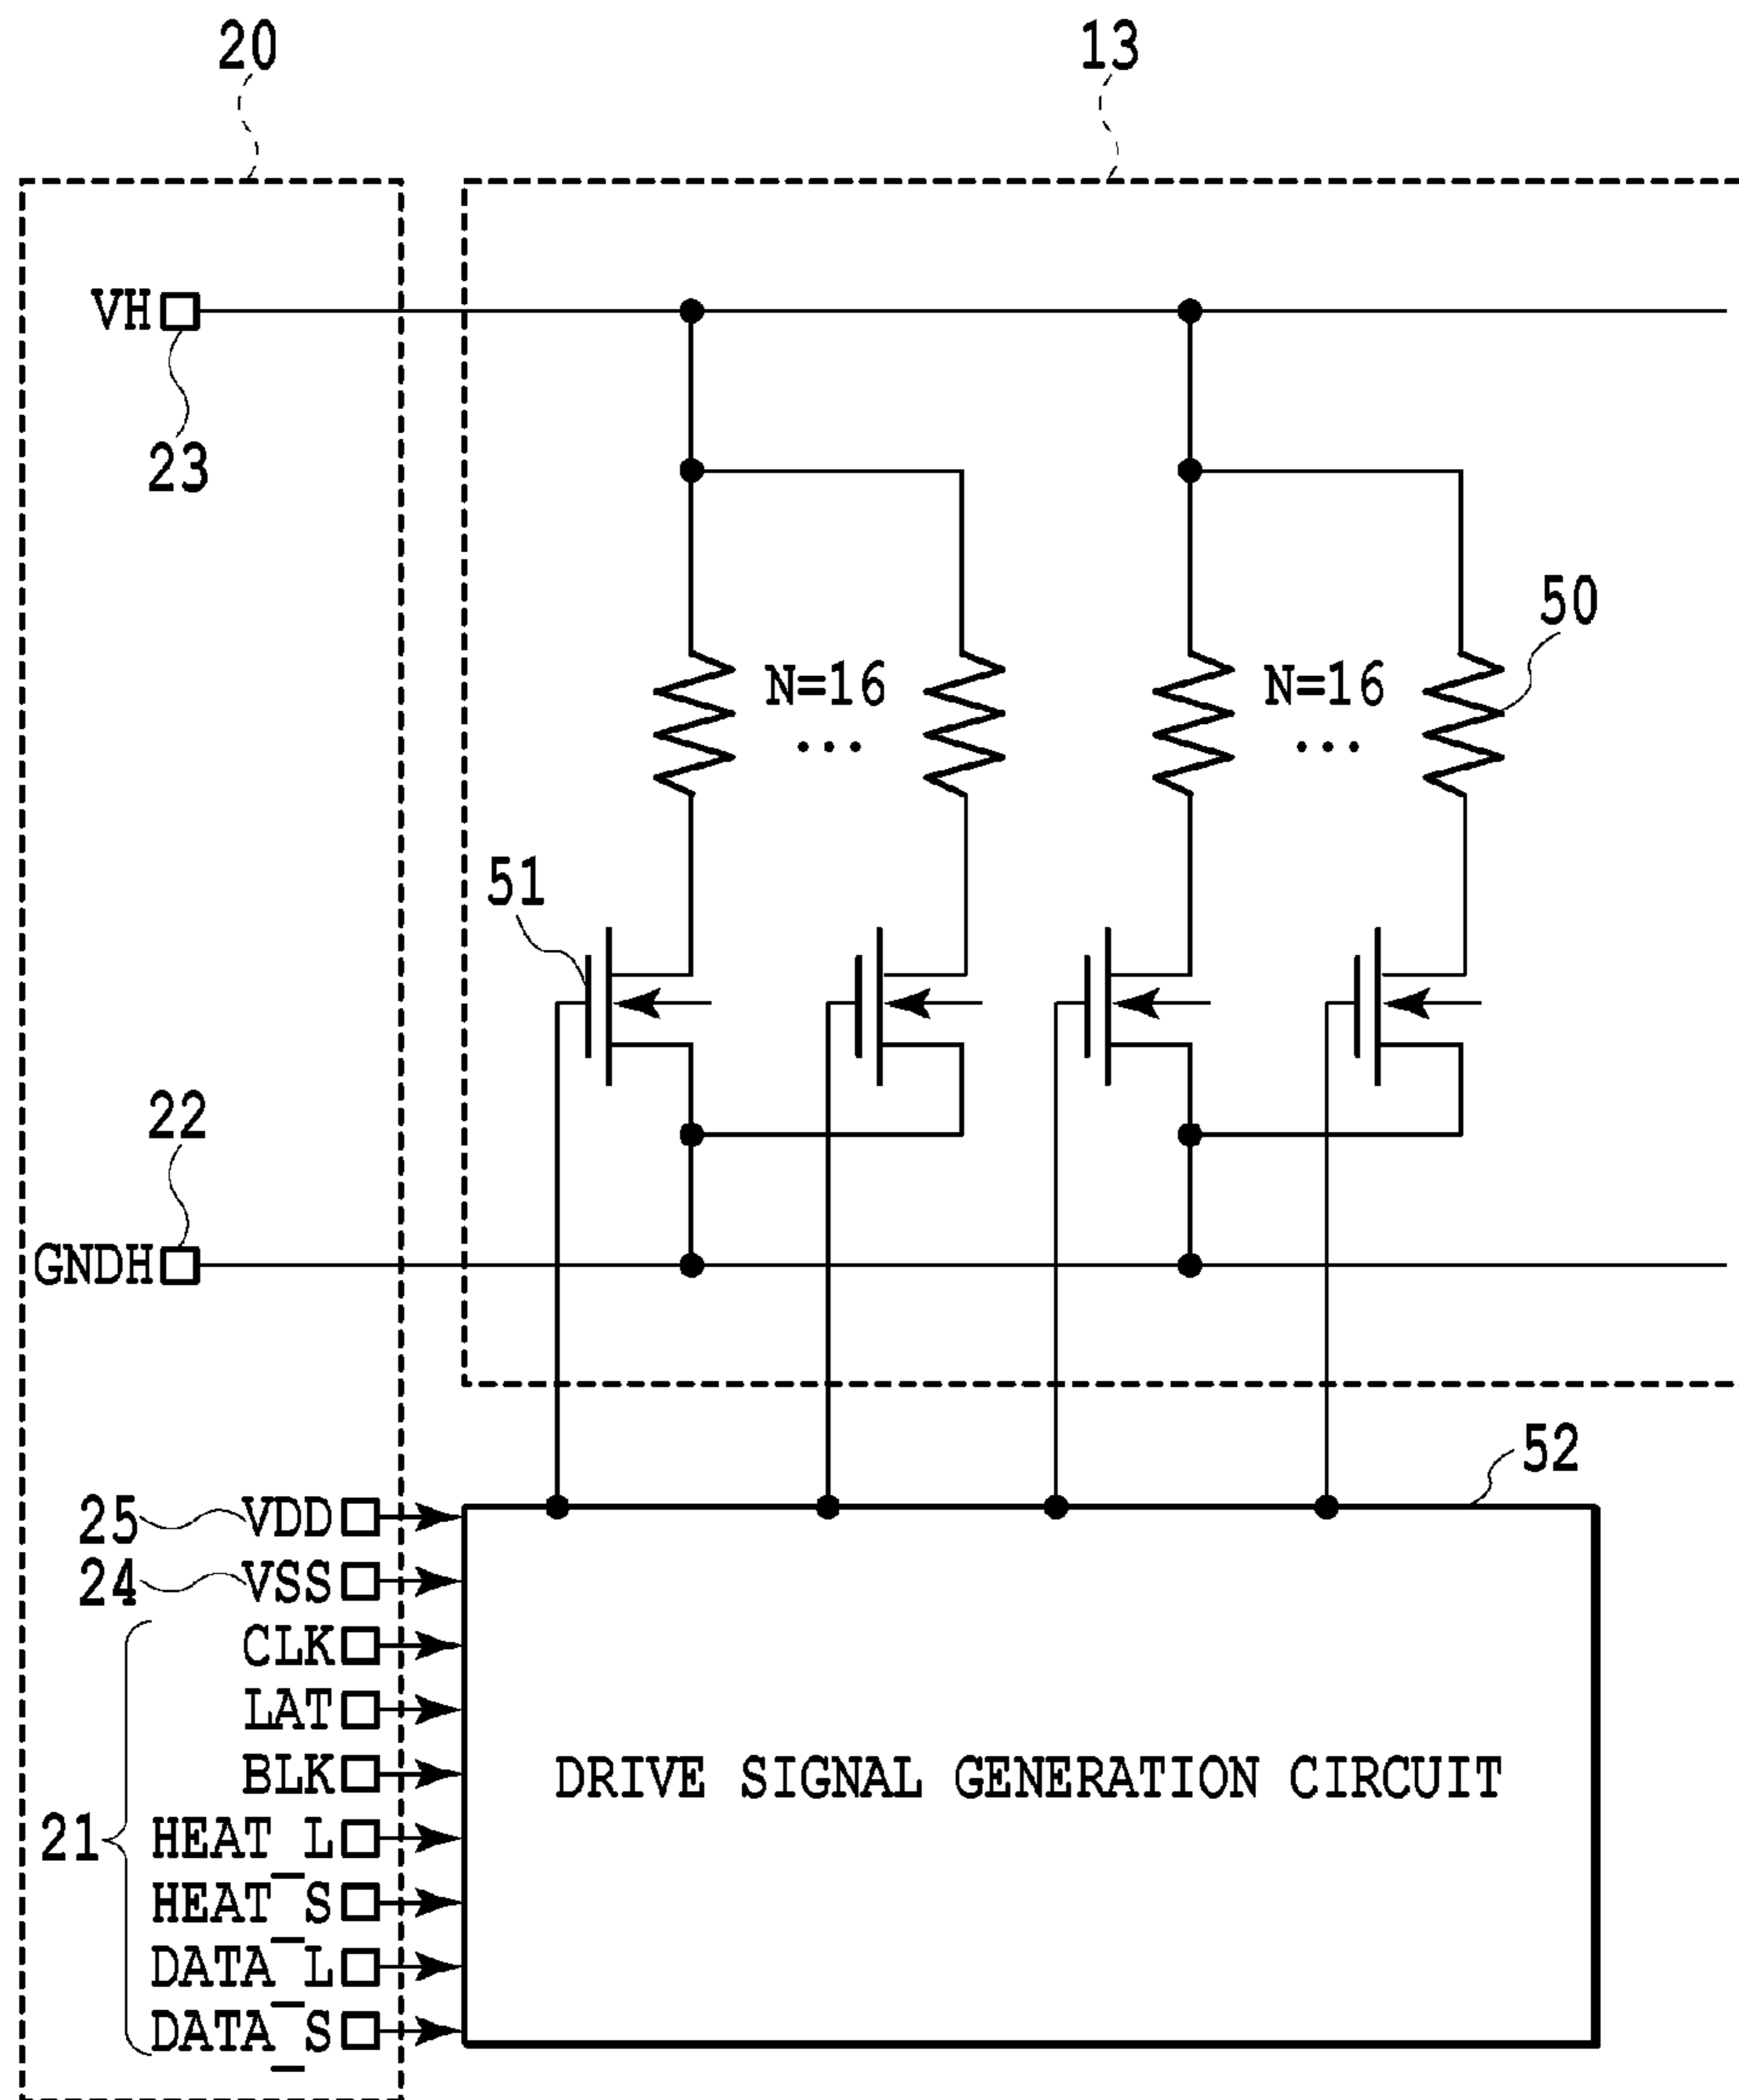 20
13
VH
23
50
N=16
...
N=16
...
51
22
GNDH
52
25
VDD
24
VSS
CLK
LAT
BLK
DRIVE SIGNAL GENERATION CIRCUIT
21
HEAT_L
HEAT_S
DATA_L
DATA_S